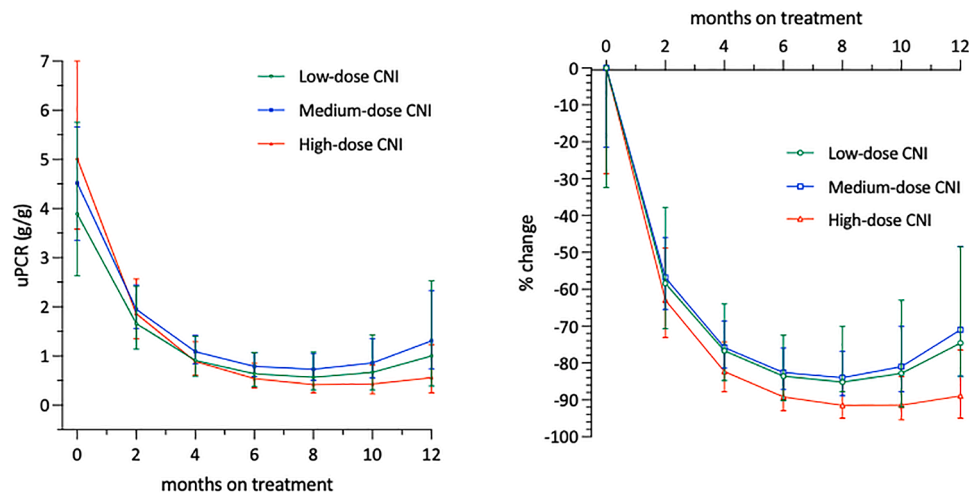 7
6
5
4
3
2
1
0
uPCR (g/g)
Low-dose CNI
Medium-dose CNI
High-dose CNI
0 2 4 6 8 10 12
months on treatment
months on treatment
0 2 4 6 8 10 12
0
-10
-20
-30
-40
-50
-60
-70
-80
-90
-100
% change
Low-dose CNI
Medium-dose CNI
High-dose CNI